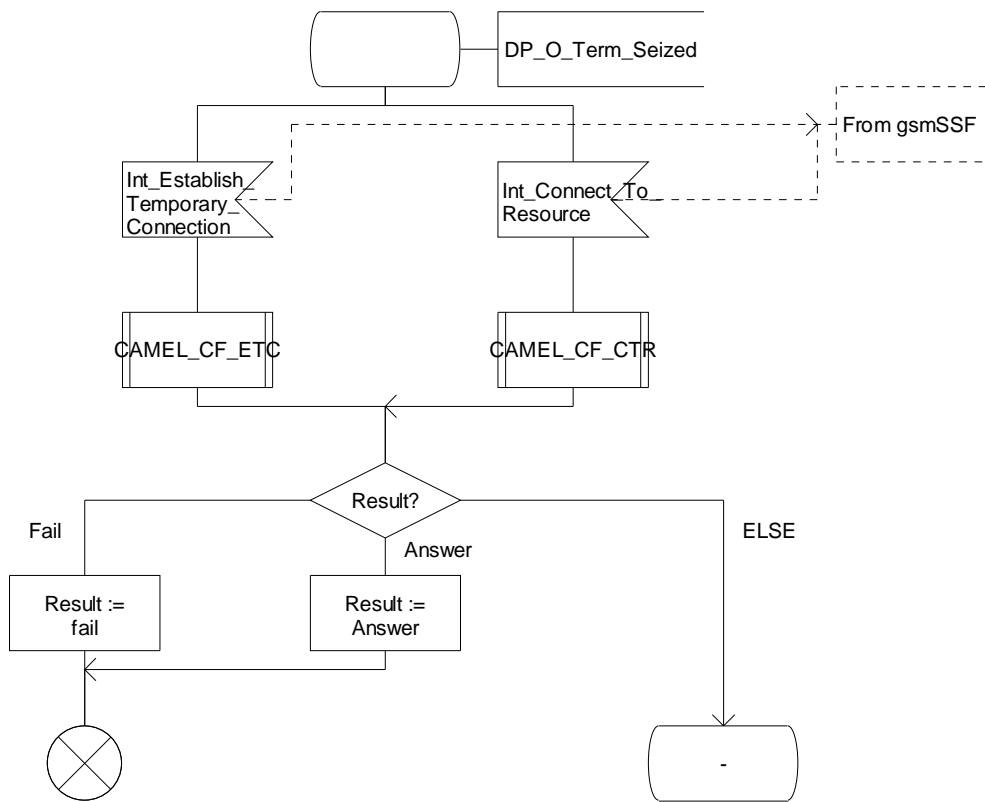 DP_O_Term_Seized
From gsmSSF
Int_Establish_
Temporary_
Connection
Int_Connect_To_
Resource
CAMEL_CF_ETC
CAMEL_CF_CTR
Result?
Fail
Answer
ELSE
Result :=
fail
Result :=
Answer
-